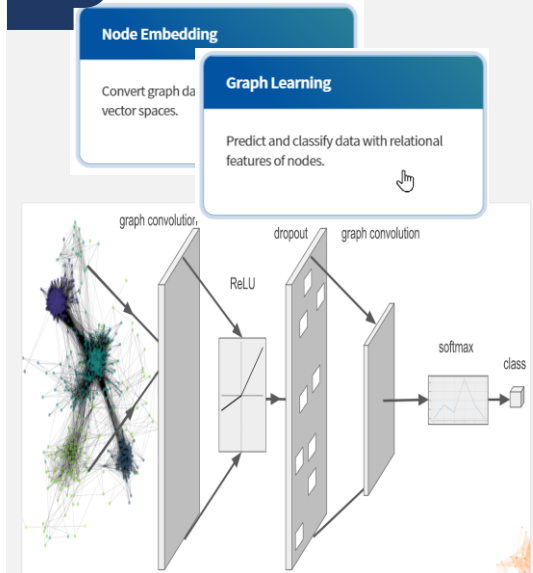 Node Embedding
Convert graph da
vector spaces.
Graph Learning
Predict and classify data with relational
features of nodes.
graph convolution
ReLU
dropout
graph convolution
softmax
class